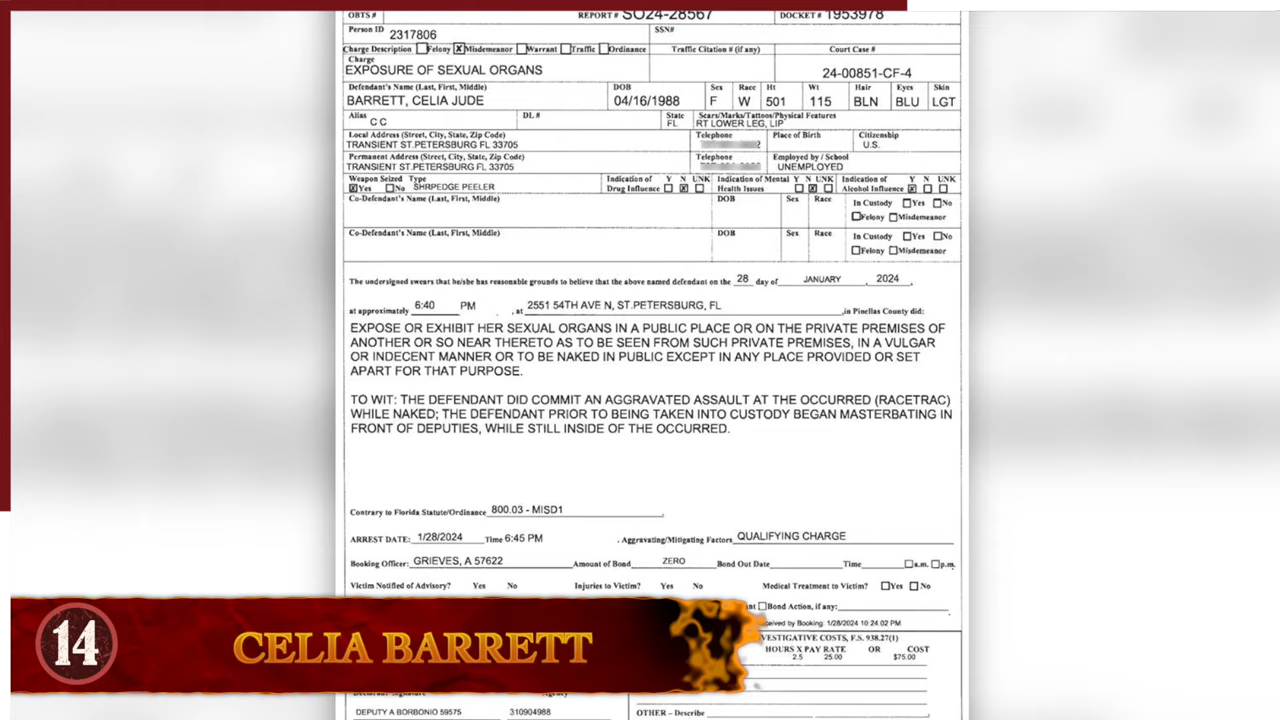 OBTS # REPORT # SO24-28567 DOCKET # 1953978
Person ID 2317806 SSN#
Charge Description Felony Misdemeanor Warrant Traffic Ordinance Traffic Citation # (if any) Court Case #
Charge
EXPOSURE OF SEXUAL ORGANS 24-00851-CF-4
Defendant's Name (Last, First, Middle) DOB Sex Race Ht Wt Hair Eyes Skin
BARRETT, CELIA JUDE 04/16/1988 F W 501 115 BLN BLU LGT
Alias C C DL # State FL Scars/Marks/Tattoos/Physical Features
RT LOWER LEG, LIP
Local Address (Street, City, State, Zip Code) Telephone Place of Birth Citizenship
TRANSIENT ST.PETERSBURG FL 33705 U.S.
Permanent Address (Street, City, State, Zip Code) Telephone Employed by / School
TRANSIENT ST.PETERSBURG FL 33705 UNEMPLOYED
Weapon Seized Type Indication of Y N UNK Indication of Mental Y N UNK Indication of Y N UNK
Yes No SHRPEDGE PEELER Drug Influence Health Issues Alcohol Influence
Co-Defendant's Name (Last, First, Middle) DOB Sex Race In Custody Yes No
Felony Misdemeanor
Co-Defendant's Name (Last, First, Middle) DOB Sex Race In Custody Yes No
Felony Misdemeanor
The undersigned swears that he/she has reasonable grounds to believe that the above named defendant on the 28 day of JANUARY , 2024 ,
at approximately 6:40 PM , at 2551 54TH AVE N, ST.PETERSBURG, FL ,in Pinellas County did:
EXPOSE OR EXHIBIT HER SEXUAL ORGANS IN A PUBLIC PLACE OR ON THE PRIVATE PREMISES OF
ANOTHER OR SO NEAR THERETO AS TO BE SEEN FROM SUCH PRIVATE PREMISES, IN A VULGAR
OR INDECENT MANNER OR TO BE NAKED IN PUBLIC EXCEPT IN ANY PLACE PROVIDED OR SET
APART FOR THAT PURPOSE.
TO WIT: THE DEFENDANT DID COMMIT AN AGGRAVATED ASSAULT AT THE OCCURRED (RACETRAC)
WHILE NAKED; THE DEFENDANT PRIOR TO BEING TAKEN INTO CUSTODY BEGAN MASTERBATING IN
FRONT OF DEPUTIES, WHILE STILL INSIDE OF THE OCCURRED.
Contrary to Florida Statute/Ordinance 800.03 - MISD1
ARREST DATE: 1/28/2024 Time 6:45 PM . Aggravating/Mitigating Factors QUALIFYING CHARGE
Booking Officer: GRIEVES, A 57622 Amount of Bond ZERO Bond Out Date Time a.m. p.m.
Victim Notified of Advisory? Yes No Injuries to Victim? Yes No Medical Treatment to Victim? Yes No
Bond Action, if any:
Booking: 1/28/2024 10:24:02 PM
COSTS, F.S. 938.27(1)
HOURS X PAY RATE OR COST
2.5 25.00 $75.00
14 CELIA BARRETT
DEPUTY A BORBONIO 59575 310904988
OTHER – Describe